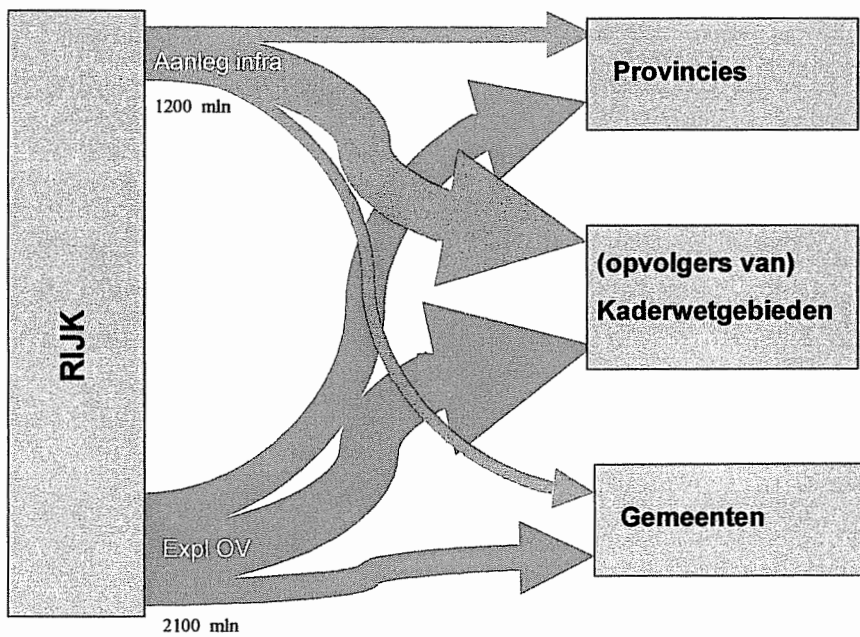 RIJK
Aanleg infra
1200 mln
Provincies
(opvolgers van)
Kaderwetgebieden
Gemeenten
Expl OV
2100 mln